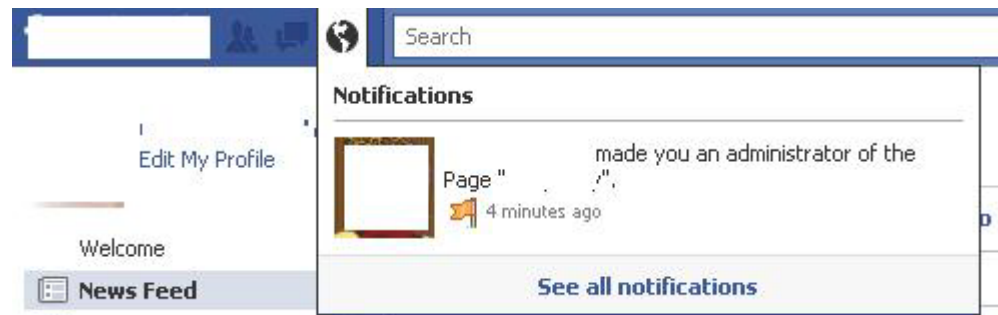 Search
Notifications
Edit My Profile
made you an administrator of the
Page " ".
4 minutes ago
Welcome
News Feed
See all notifications